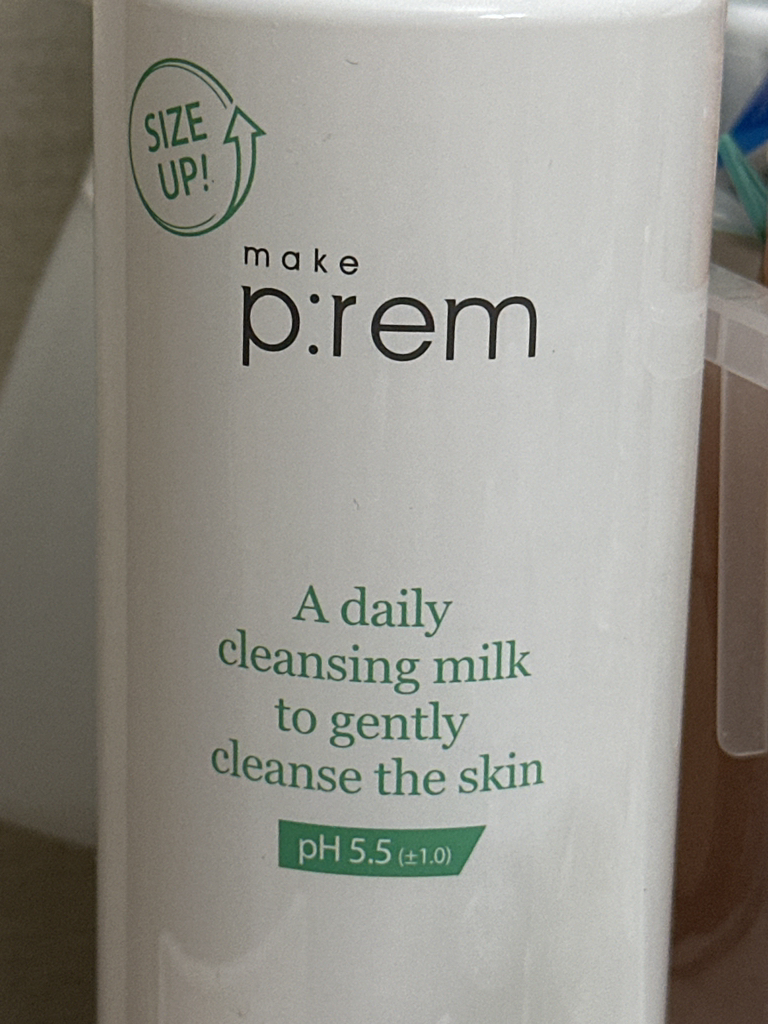 SIZE
UP!
make
p:rem
A daily
cleansing milk
to gently
cleanse the skin
pH 5.5 (±1.0)